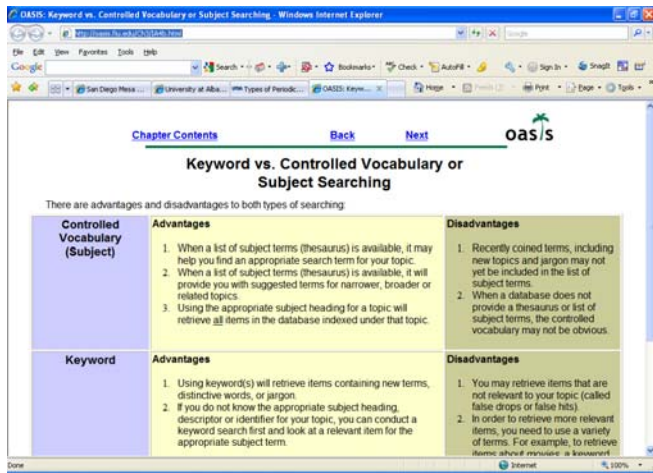 OASIS: Keyword vs. Controlled Vocabulary or Subject Searching - Windows Internet Explorer
http://oasis.fiu.edu/Ch3/IA4b.html
Google
File Edit View Favorites Tools Help
Google Search Bookmarks Check AutoFill Sign In SnagIt
San Diego Mesa ... University at Alba... Types of Periodic... OASIS: Keyw... Home Print Page Tools
Chapter Contents Back Next oasis
Keyword vs. Controlled Vocabulary or
Subject Searching
There are advantages and disadvantages to both types of searching:
Controlled
Vocabulary
(Subject)
Advantages
1. When a list of subject terms (thesaurus) is available, it may
help you find an appropriate search term for your topic.
2. When a list of subject terms (thesaurus) is available, it will
provide you with suggested terms for narrower, broader or
related topics.
3. Using the appropriate subject heading for a topic will
retrieve all items in the database indexed under that topic.
Disadvantages
1. Recently coined terms, including
new topics and jargon may not
yet be included in the list of
subject terms.
2. When a database does not
provide a thesaurus or list of
subject terms, the controlled
vocabulary may not be obvious.
Keyword
Advantages
1. Using keyword(s) will retrieve items containing new terms,
distinctive words, or jargon.
2. If you do not know the appropriate subject heading,
descriptor or identifier for your topic, you can conduct a
keyword search first and look at a relevant item for the
appropriate subject term.
Disadvantages
1. You may retrieve items that are
not relevant to your topic (called
false drops or false hits).
2. In order to retrieve more relevant
items, you need to use a variety
of terms. For example, to retrieve
items about movies, a keyword
Done Internet 100%